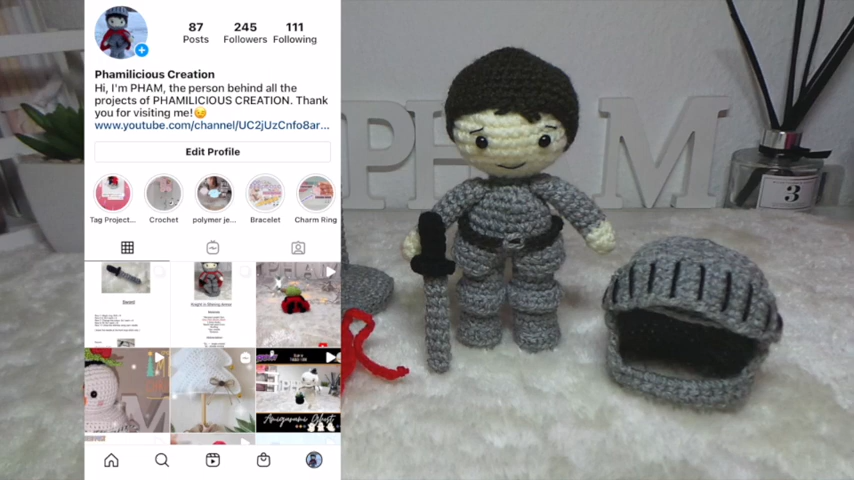 87
245
111
Posts
Followers
Following
Phamilicious Creation
Hi, I'm PHAM, the person behind all the
projects of PHAMILICIOUS CREATION. Thank
you for visiting me!😉
www.youtube.com/channel/UC2jUzCnfo8ar...
Edit Profile
Tag Project...
Crochet
polymer je...
Bracelet
Charm Ring
Sword
Knight in Shining Armor
Amigurumi Ghost
PHAM
3